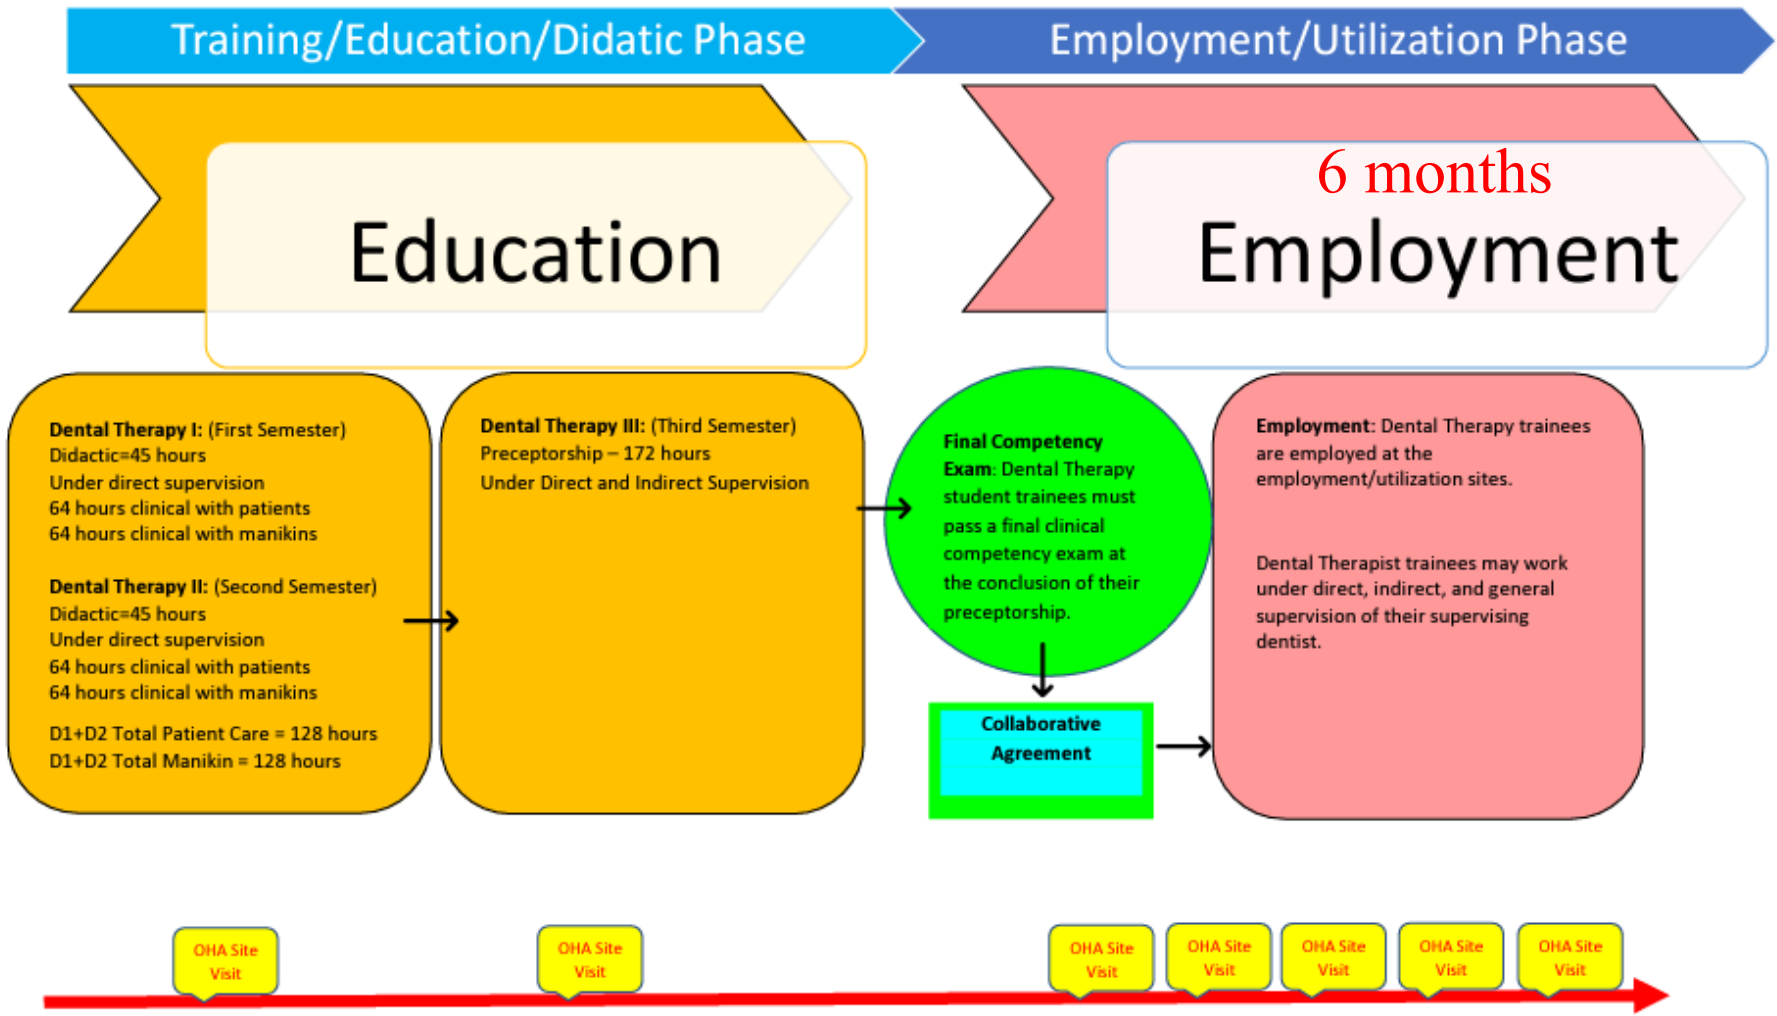 Training/Education/Didatic Phase
Employment/Utilization Phase
Education
6 months
Employment
Dental Therapy I: (First Semester)
Didactic=45 hours
Under direct supervision
64 hours clinical with patients
64 hours clinical with manikins
Dental Therapy II: (Second Semester)
Didactic=45 hours
Under direct supervision
64 hours clinical with patients
64 hours clinical with manikins
D1+D2 Total Patient Care = 128 hours
D1+D2 Total Manikin = 128 hours
Dental Therapy III: (Third Semester)
Preceptorship – 172 hours
Under Direct and Indirect Supervision
Final Competency
Exam: Dental Therapy
student trainees must
pass a final clinical
competency exam at
the conclusion of their
preceptorship.
Collaborative
Agreement
Employment: Dental Therapy trainees
are employed at the
employment/utilization sites.
Dental Therapist trainees may work
under direct, indirect, and general
supervision of their supervising
dentist.
OHA Site
Visit
OHA Site
Visit
OHA Site
Visit
OHA Site
Visit
OHA Site
Visit
OHA Site
Visit
OHA Site
Visit